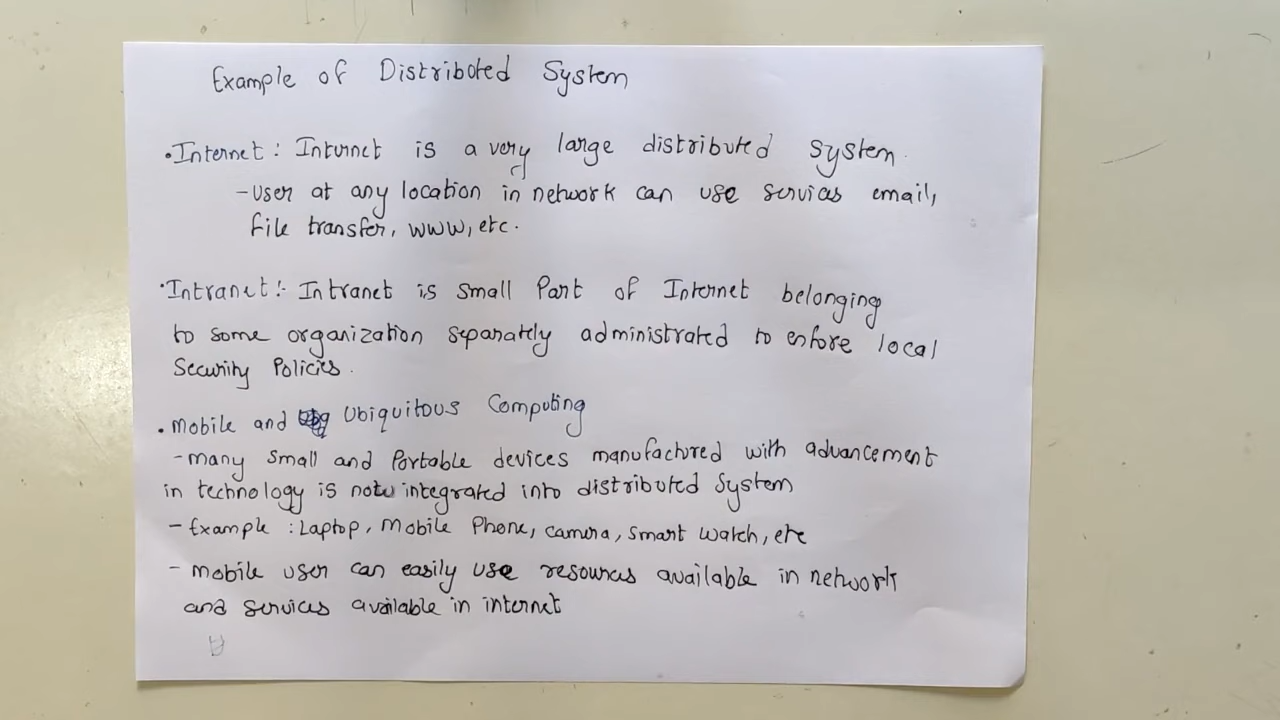 Example of Distriboted System
• Internet : Internet is a very large distributed system.
- User at any location in network can use services email,
file transfer, www, etc.
• Intranet :- Intranet is small Part of Internet belonging
to some organization separately administrated to enfore local
Security Policies.
• Mobile and Ubiquitous Computing
- many small and Portable devices manufactured with advancement
in technology is now integrated into distributed System
- Example : Laptop, Mobile Phone, camera, smart watch, etc
- mobile user can easily use resources available in network
and services available in internet